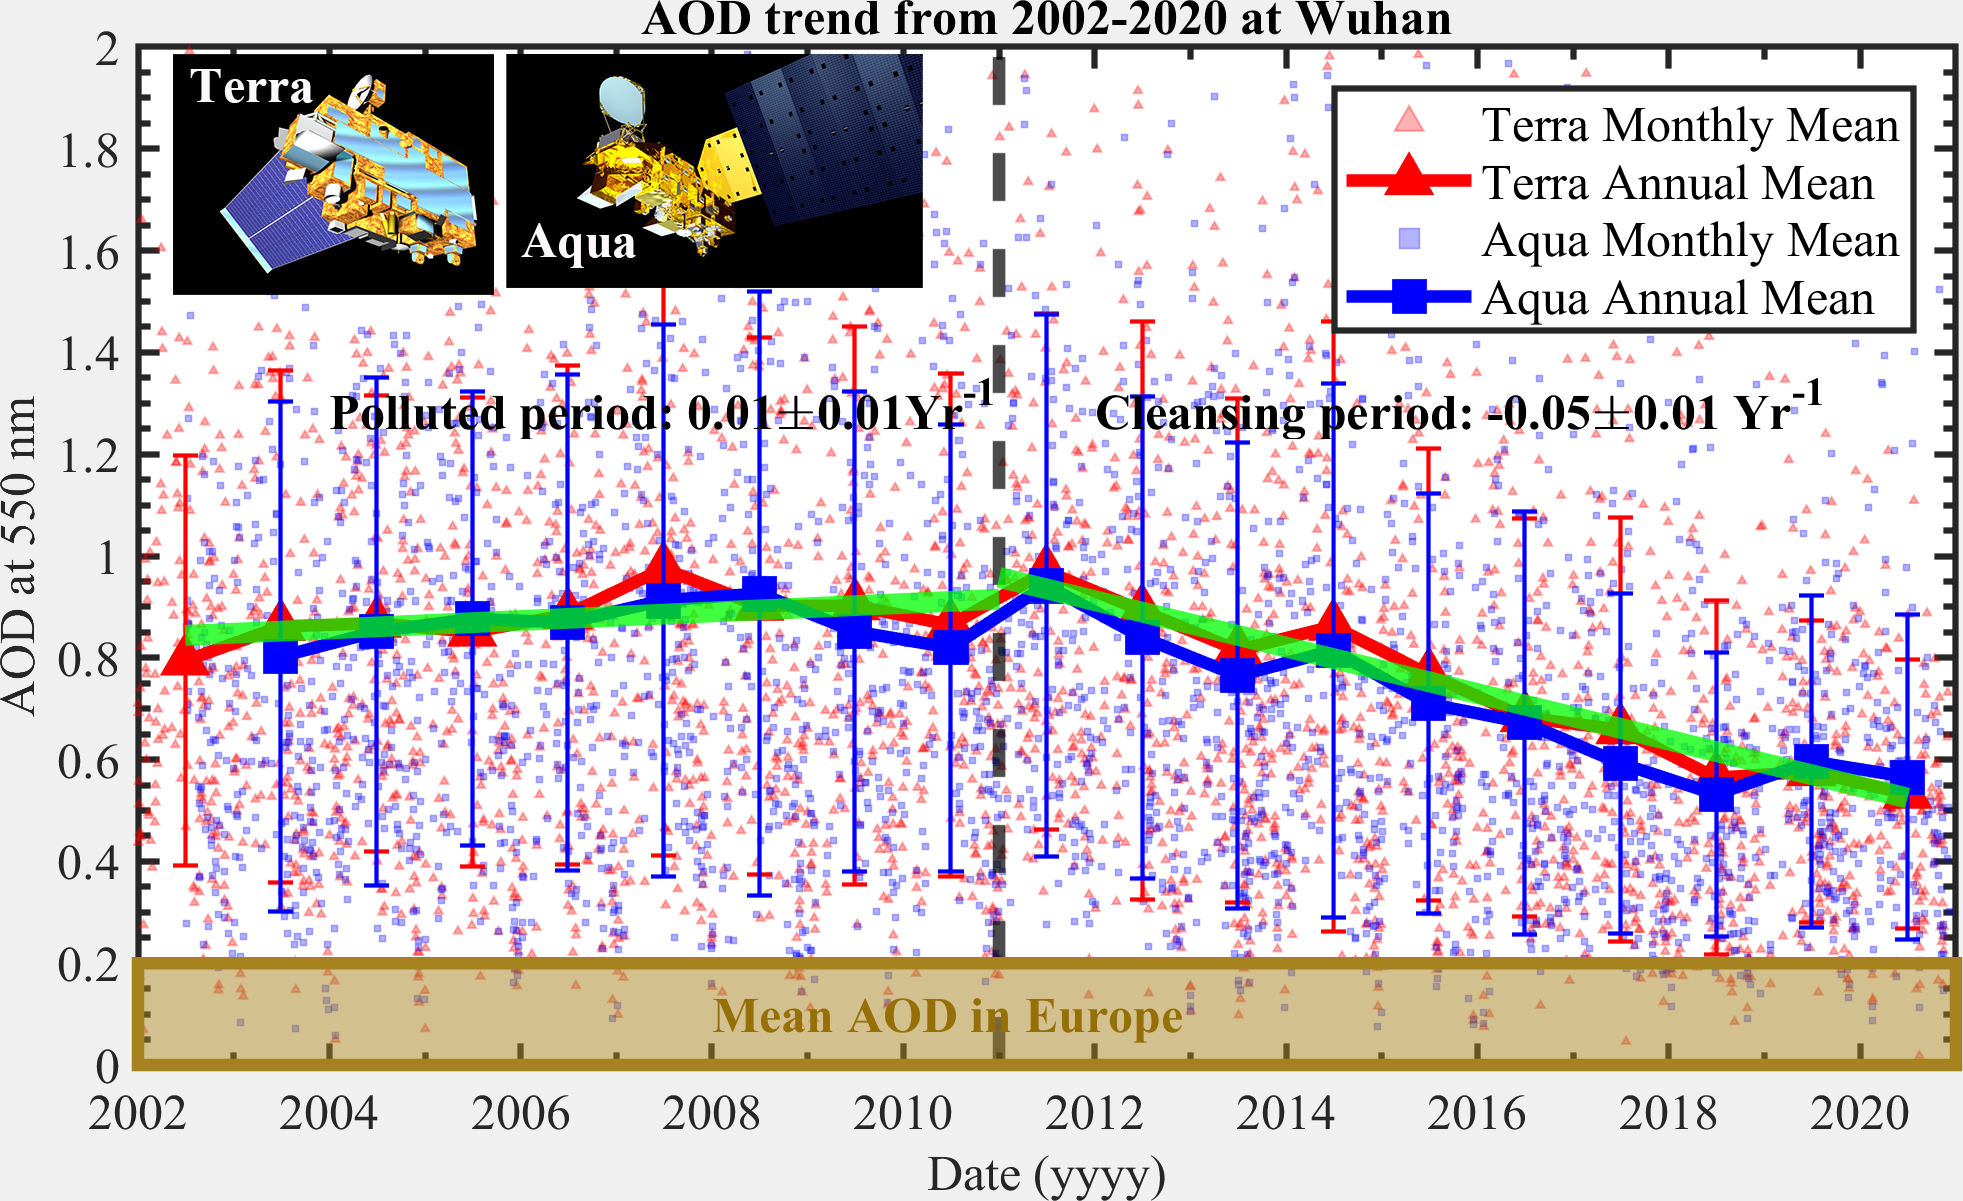 AOD trend from 2002-2020 at Wuhan
Terra
Aqua
Terra Monthly Mean
Terra Annual Mean
Aqua Monthly Mean
Aqua Annual Mean
Polluted period: 0.01±0.01Yr-1
Cleansing period: -0.05±0.01 Yr-1
Mean AOD in Europe
AOD at 550 nm
2
1.8
1.6
1.4
1.2
1
0.8
0.6
0.4
0.2
0
2002 2004 2006 2008 2010 2012 2014 2016 2018 2020
Date (yyyy)